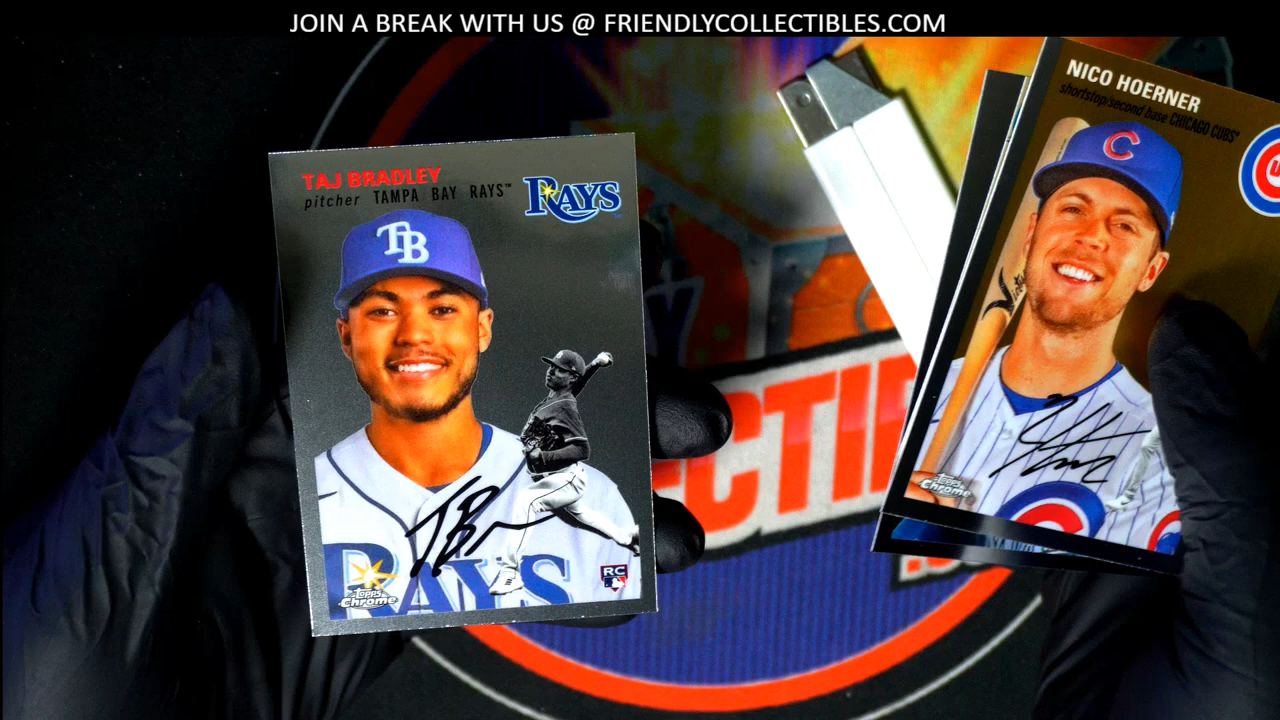 JOIN A BREAK WITH US @ FRIENDLYCOLLECTIBLES.COM
TAJ BRADLEY
pitcher TAMPA BAY RAYS™
RAYS
TB
RAYS
Topps
Chrome
RC
NICO HOERNER
shortstop/second base CHICAGO CUBS
C
Topps
Chrome
CTIB